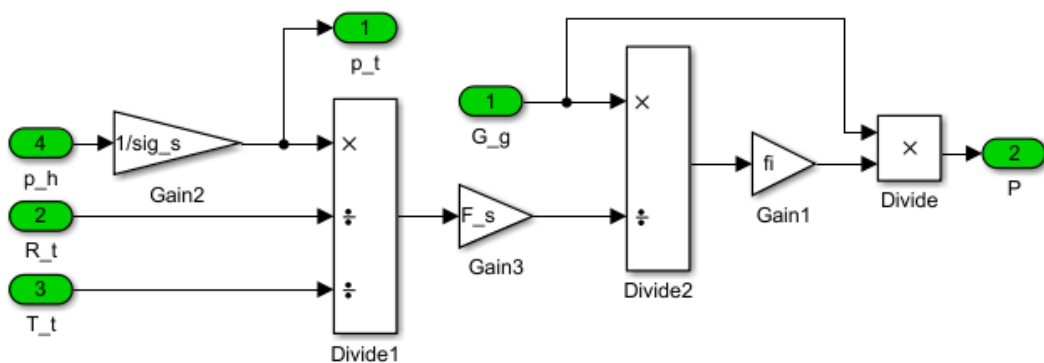 1
p_t
4
p_h
1/sig_s
Gain2
2
R_t
3
T_t
×
÷
÷
Divide1
F_s
Gain3
1
G_g
×
÷
Divide2
fi
Gain1
×
Divide
2
P